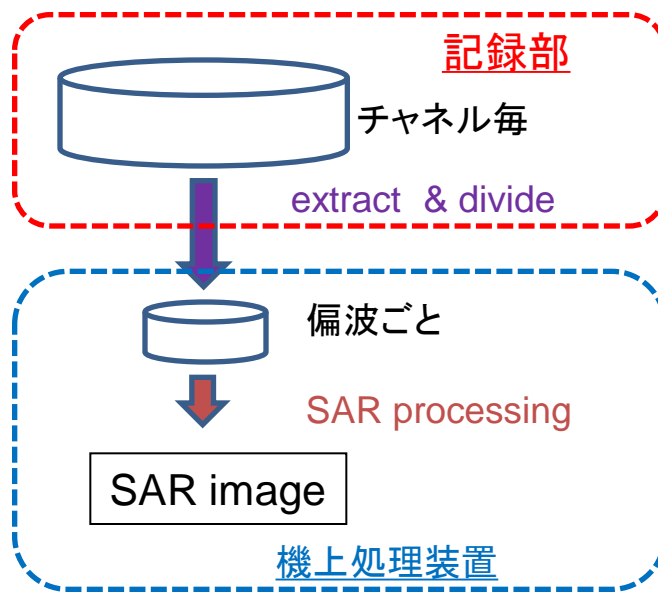 記録部
チャネル毎
extract & divide
偏波ごと
SAR processing
SAR image
機上処理装置